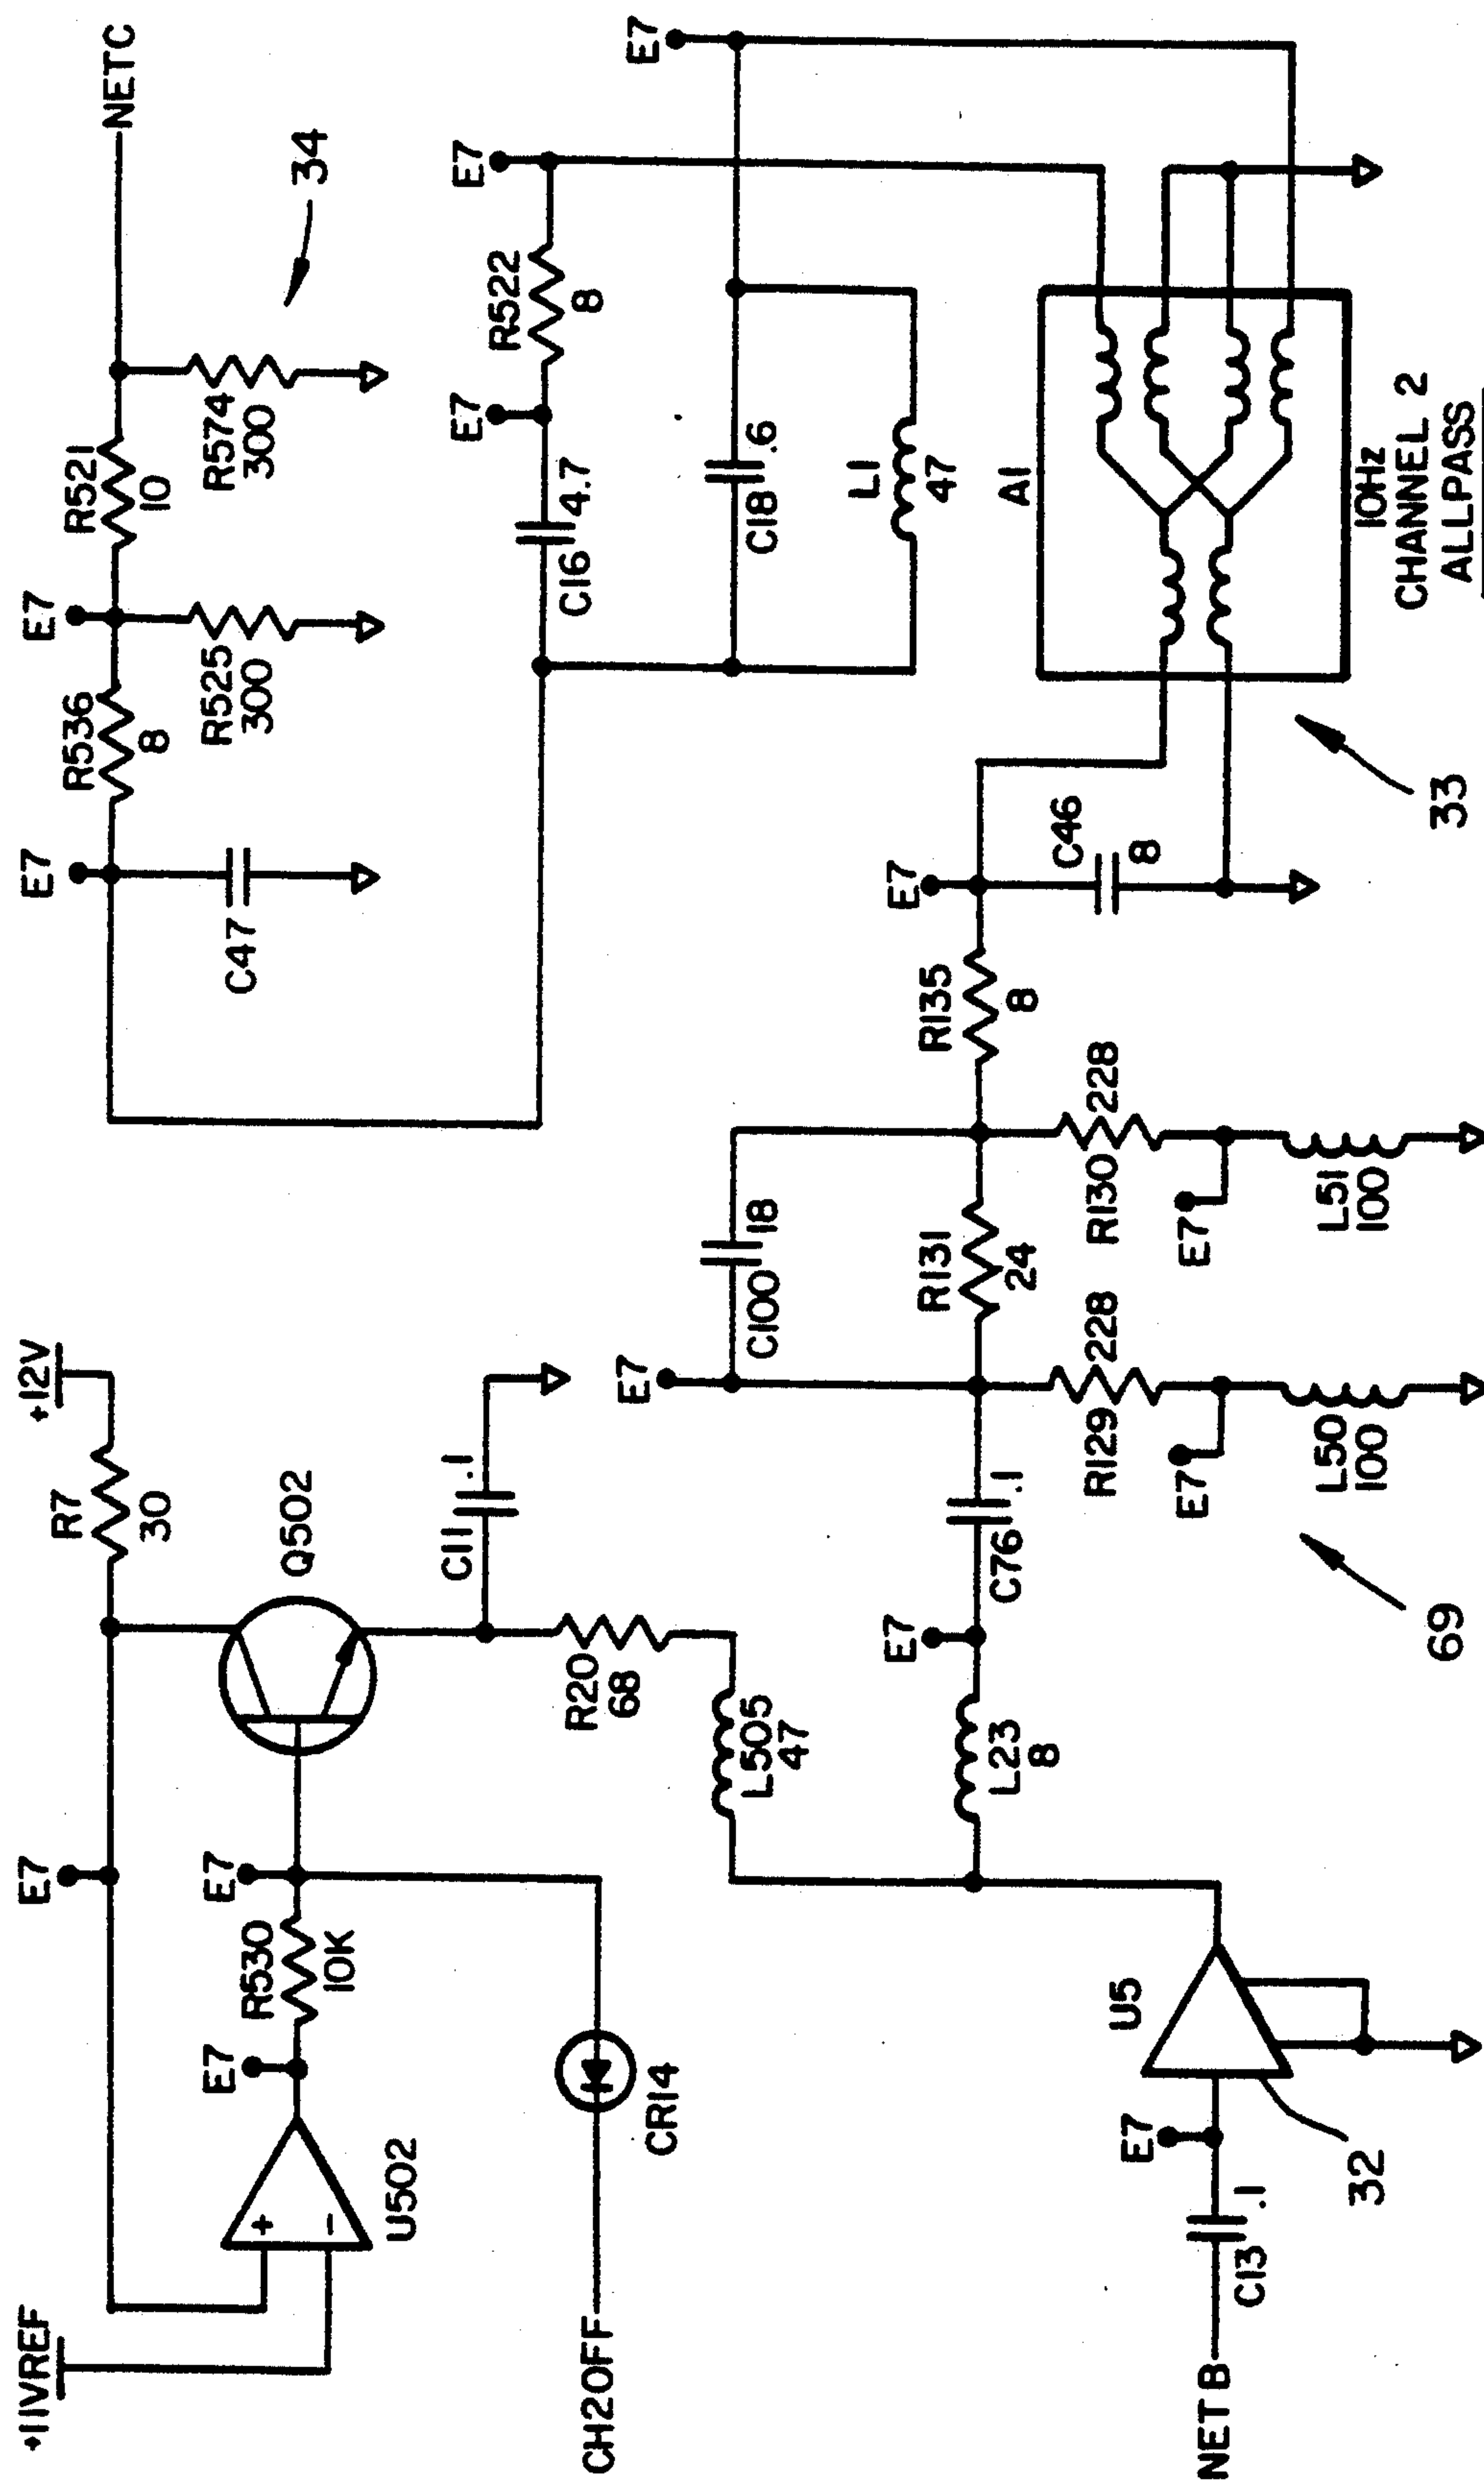 +11VREF
E7
+12V
R7
30
E7
R536
8
E7
R521
10
NETC
R530
10K
E7
E7
Q502
C47
R525
300
R574
300
34
+
-
U502
C11
.1
CH2OFF
CR14
R20
68
L505
47
C16
4.7
E7
R522
8
E7
E7
C100
18
C18
.6
E7
L1
47
E7
L23
8
C76
.1
R131
24
R135
8
E7
C46
8
A1
R129
228
R130
228
NETB
C13
.1
E7
U5
E7
E7
L50
100
L51
100
32
69
33
10Hz
CHANNEL 2
ALLPASS